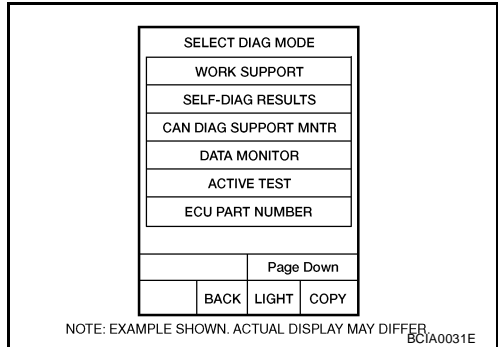 SELECT DIAG MODE
WORK SUPPORT
SELF-DIAG RESULTS
CAN DIAG SUPPORT MNTR
DATA MONITOR
ACTIVE TEST
ECU PART NUMBER
Page Down
BACK LIGHT COPY
NOTE: EXAMPLE SHOWN. ACTUAL DISPLAY MAY DIFFER.
BCIA0031E